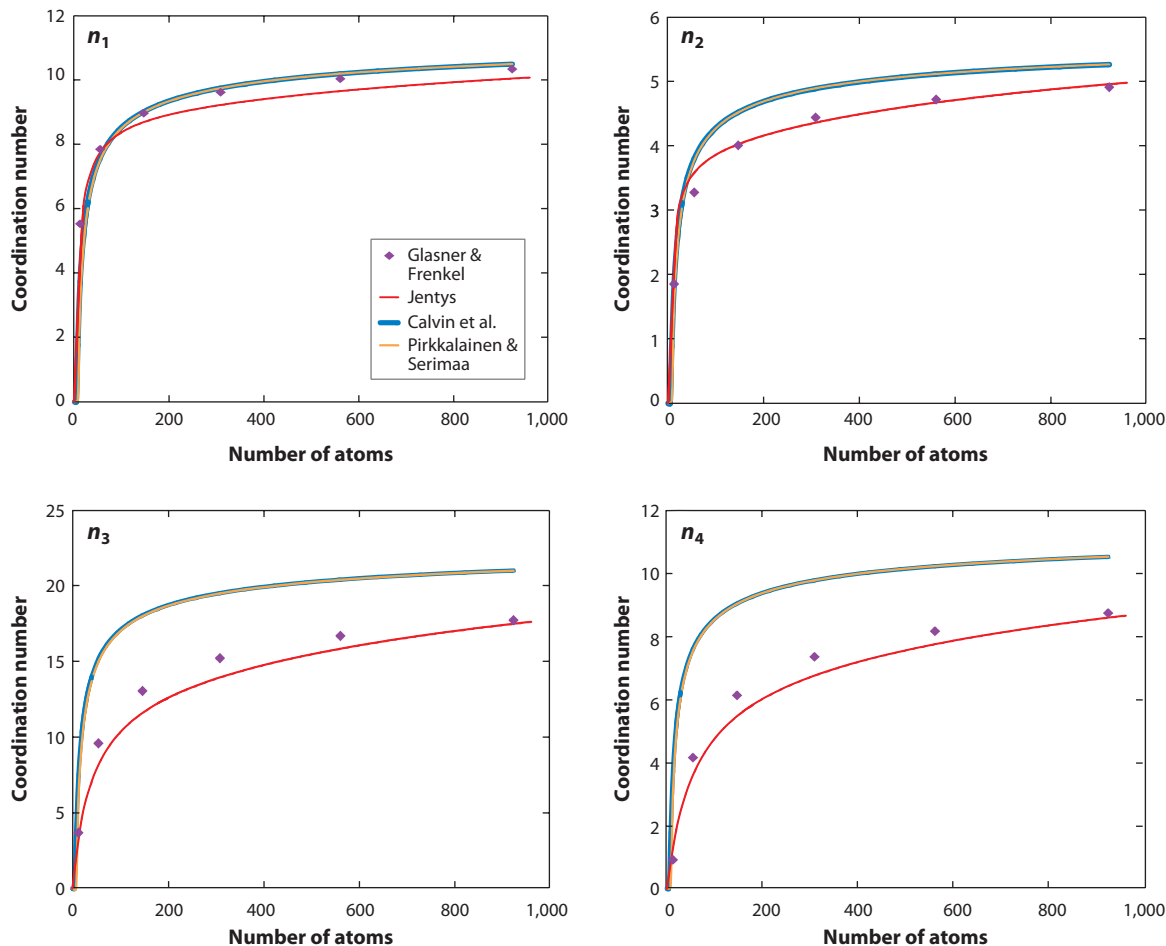 n1
12
10
8
6
4
2
0
Coordination number
Glasner &
Frenkel
Jentys
Calvin et al.
Pirkkalainen &
Serimaa
0
200
400
600
800
1,000
Number of atoms
n2
6
5
4
3
2
1
0
Coordination number
0
200
400
600
800
1,000
Number of atoms
n3
25
20
15
10
5
0
Coordination number
0
200
400
600
800
1,000
Number of atoms
n4
12
10
8
6
4
2
0
Coordination number
0
200
400
600
800
1,000
Number of atoms